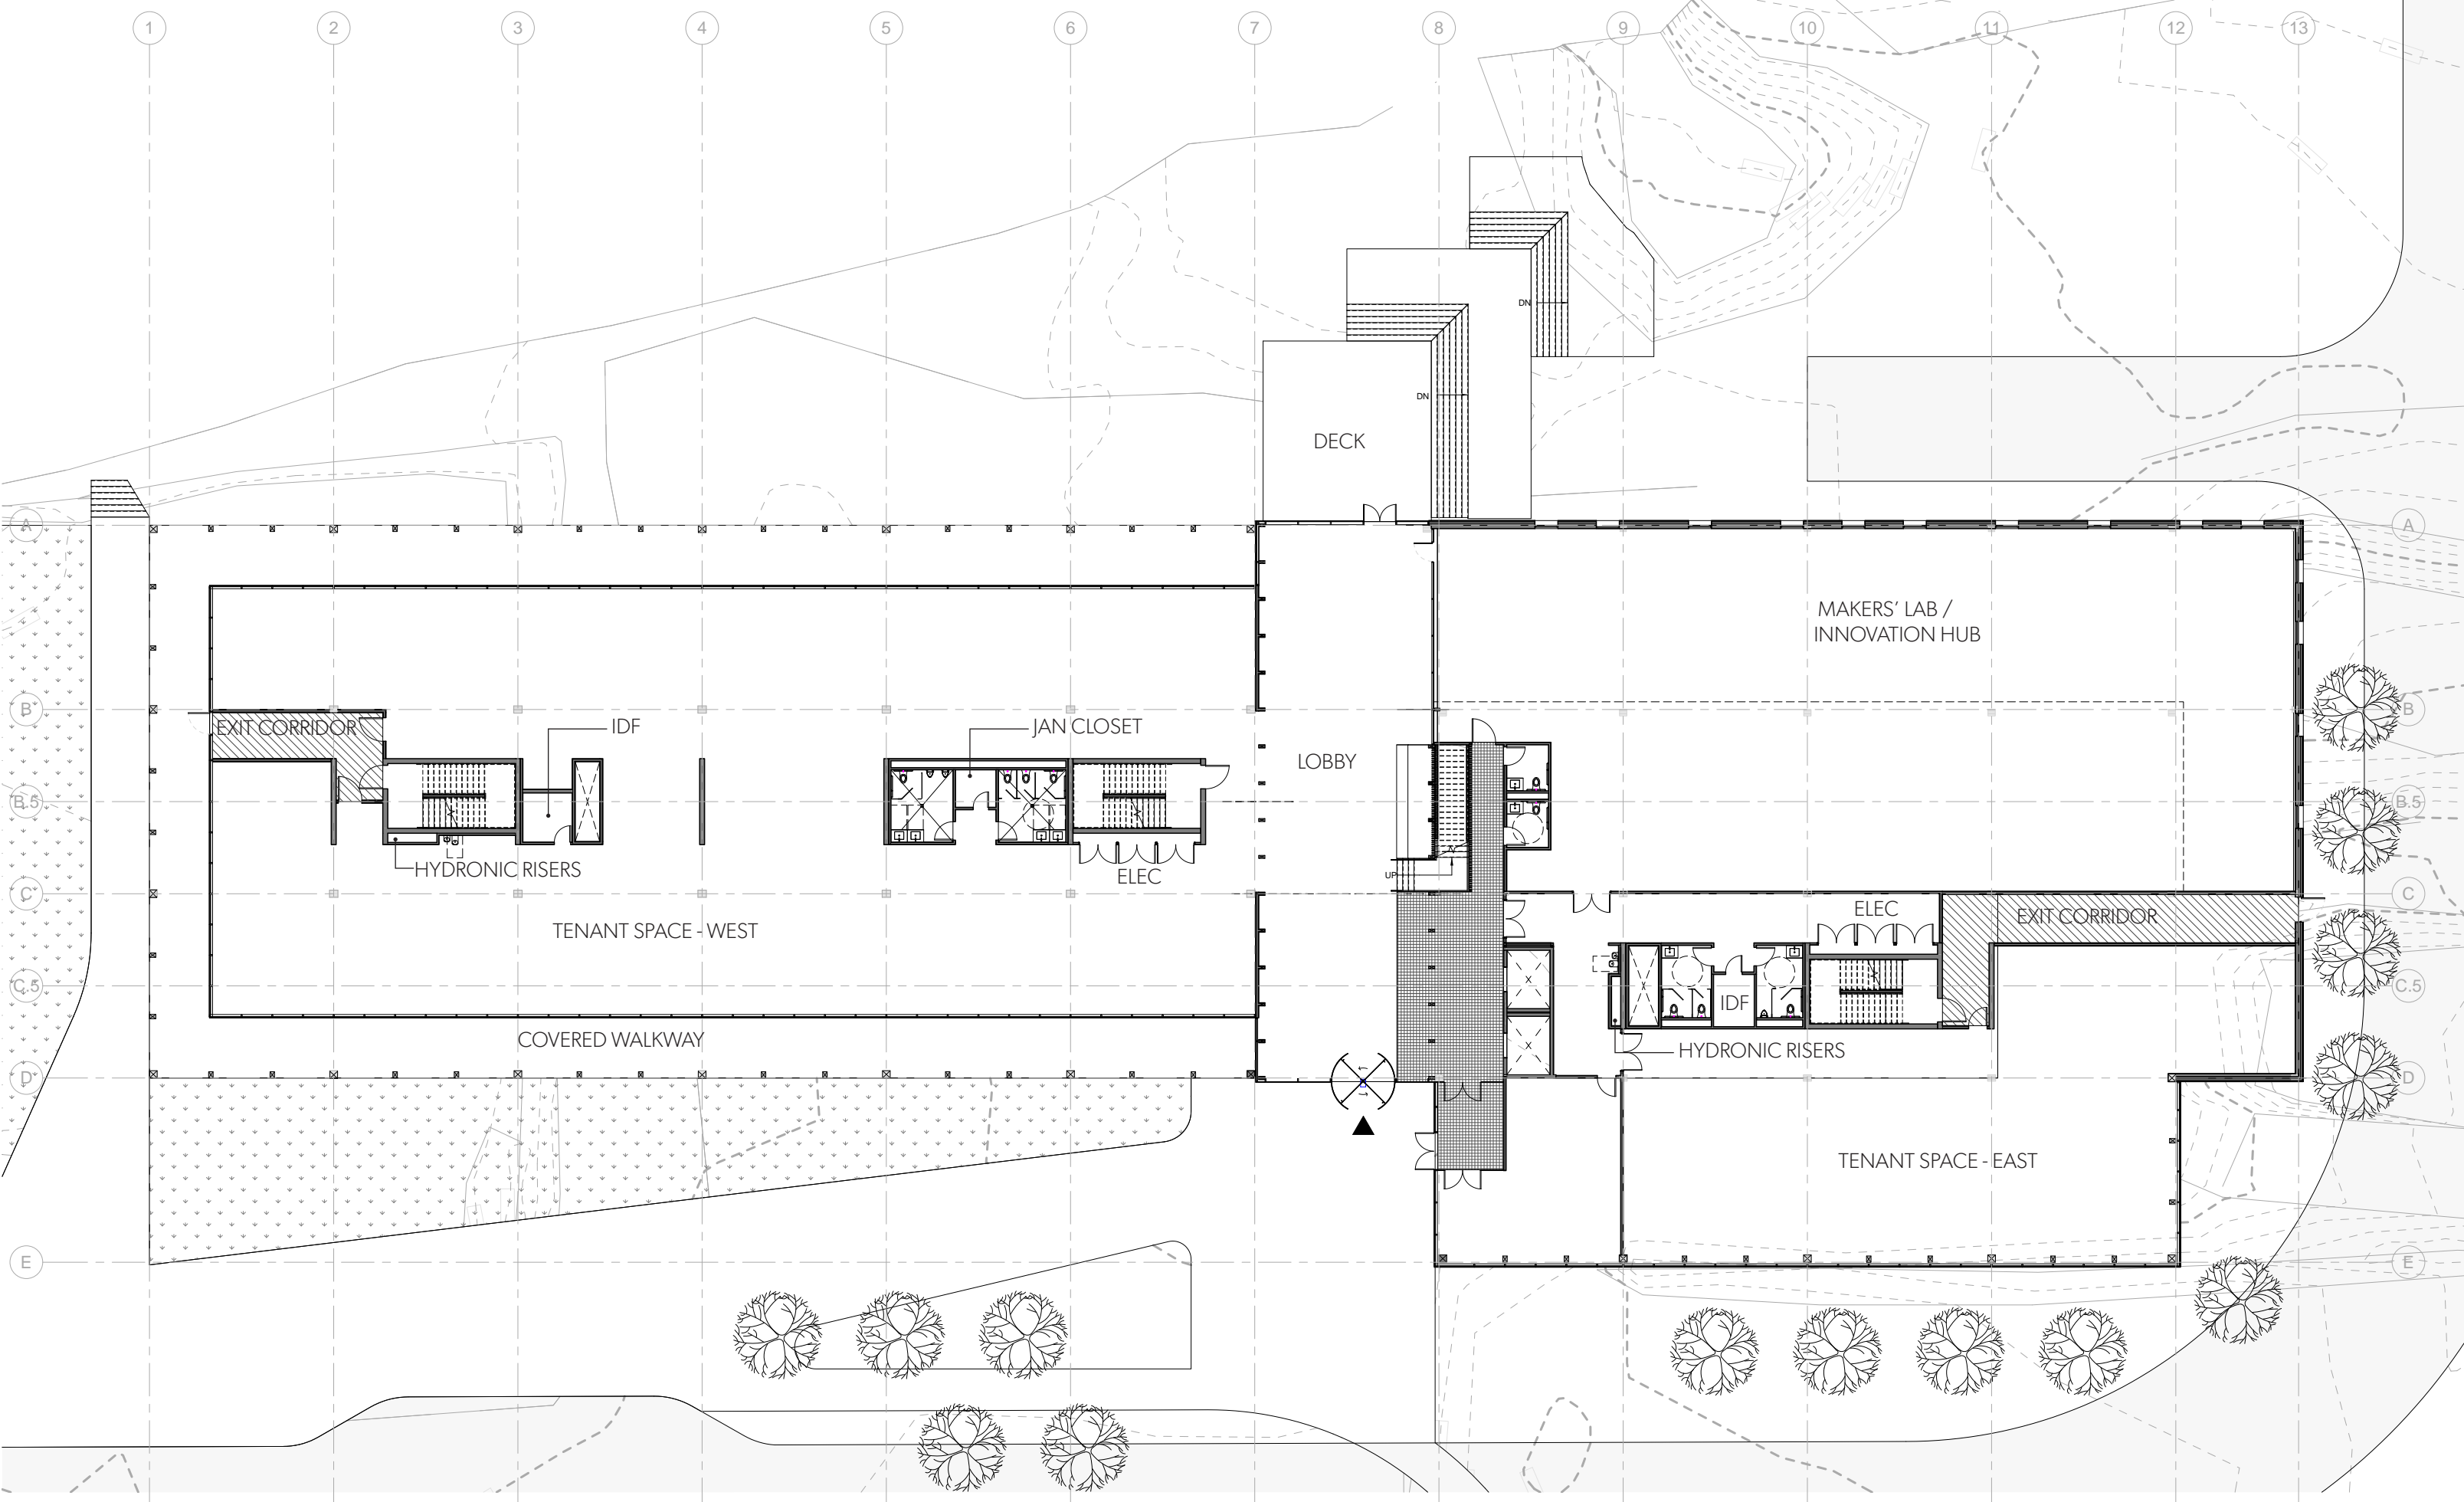 1 2 3 4 5 6 7 8 9 10 11 12 13
DN
DN
DECK
A A
MAKERS' LAB /
INNOVATION HUB
B B
EXIT CORRIDOR IDF JAN CLOSET
LOBBY
B.5 B.5
HYDRONIC RISERS ELEC UP
C C
ELEC EXIT CORRIDOR
TENANT SPACE - WEST
X
C.5 C.5
IDF
COVERED WALKWAY X HYDRONIC RISERS
D D
TENANT SPACE - EAST
E E